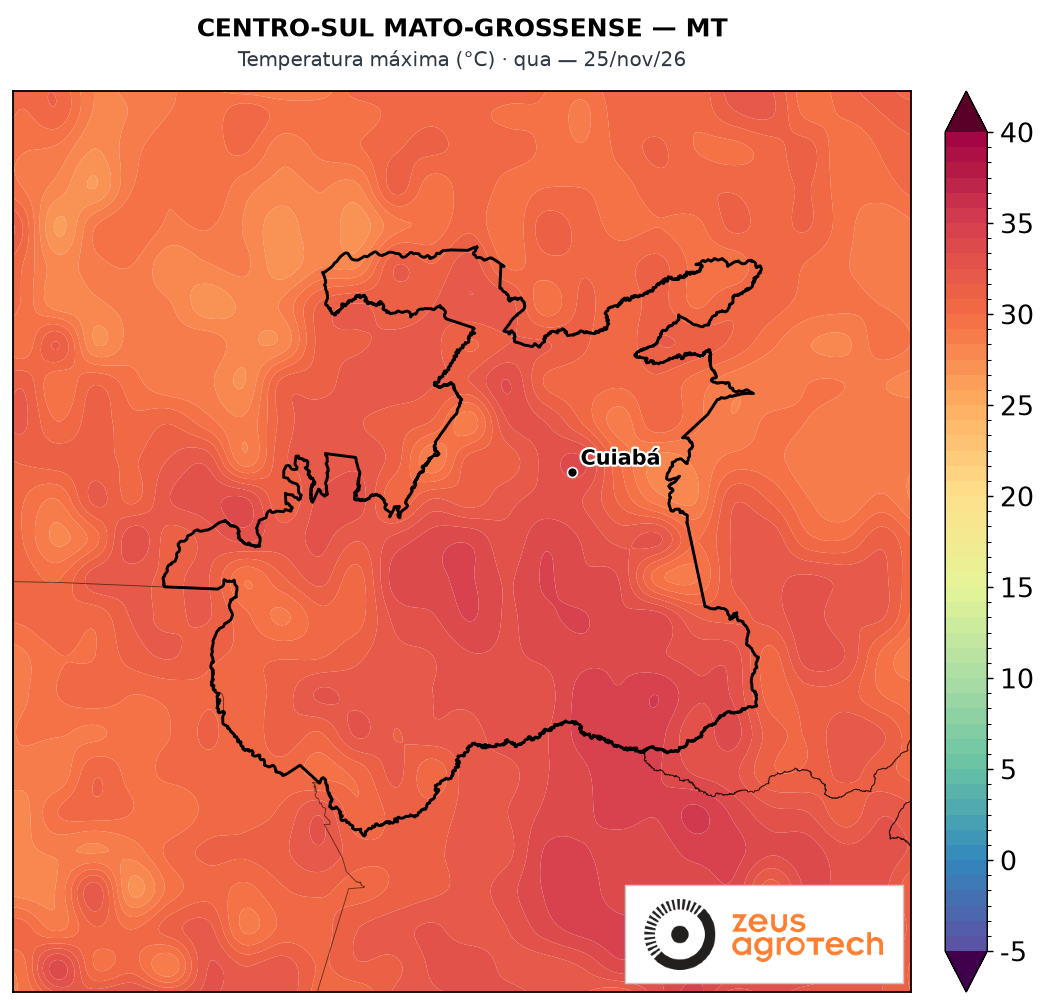 CENTRO-SUL MATO-GROSSENSE — MT
Temperatura máxima (°C) · qua — 25/nov/26
40
35
30
25
20
15
10
5
0
-5
Cuiabá
zeus
agrotech